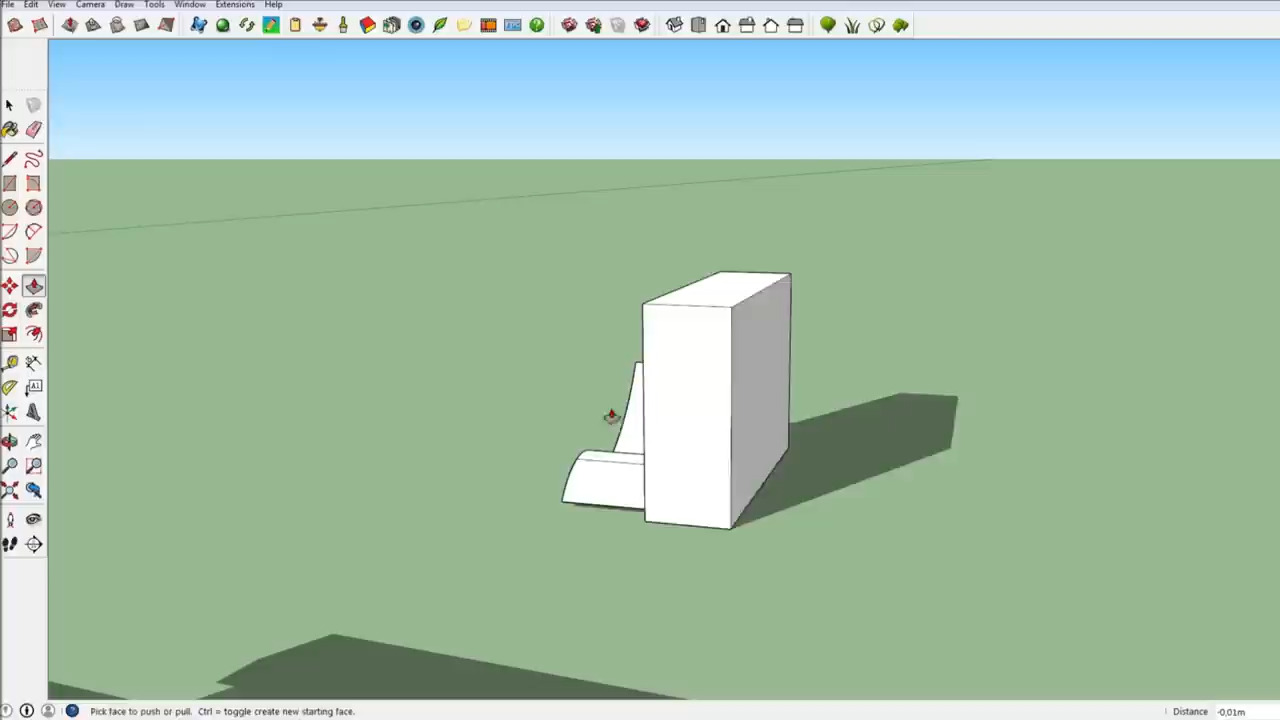 File Edit View Camera Draw Tools Window Extensions Help
A1
Pick face to push or pull. Ctrl = toggle create new starting face. Distance -0,01m